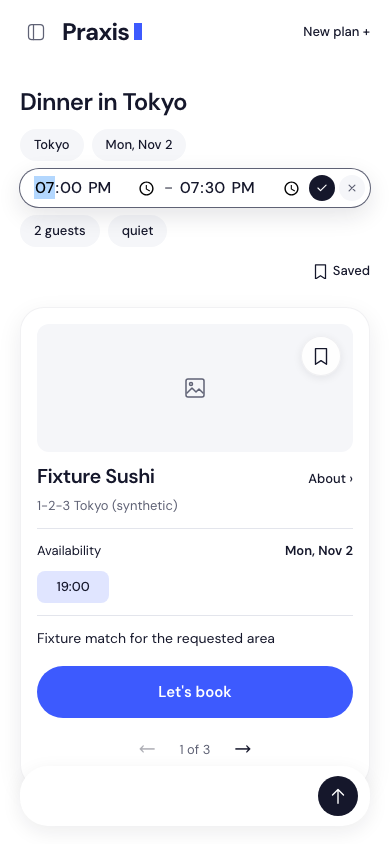 Praxis
New plan +
Dinner in Tokyo
Tokyo
Mon, Nov 2
07:00 PM – 07:30 PM
2 guests
quiet
Saved
Fixture Sushi
About ›
1-2-3 Tokyo (synthetic)
Availability
Mon, Nov 2
19:00
Fixture match for the requested area
Let's book
← 1 of 3 →